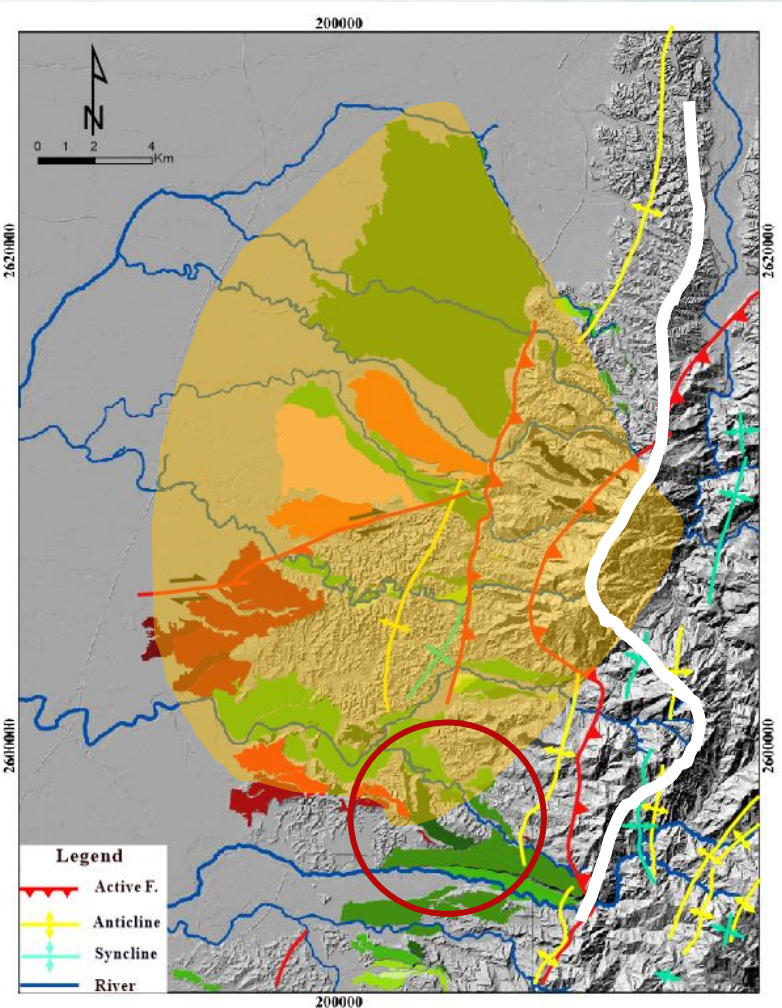 200000
N
0 1 2 4
Km
2620000
2620000
2600000
2600000
Legend
Active F.
Anticline
Syncline
River
200000